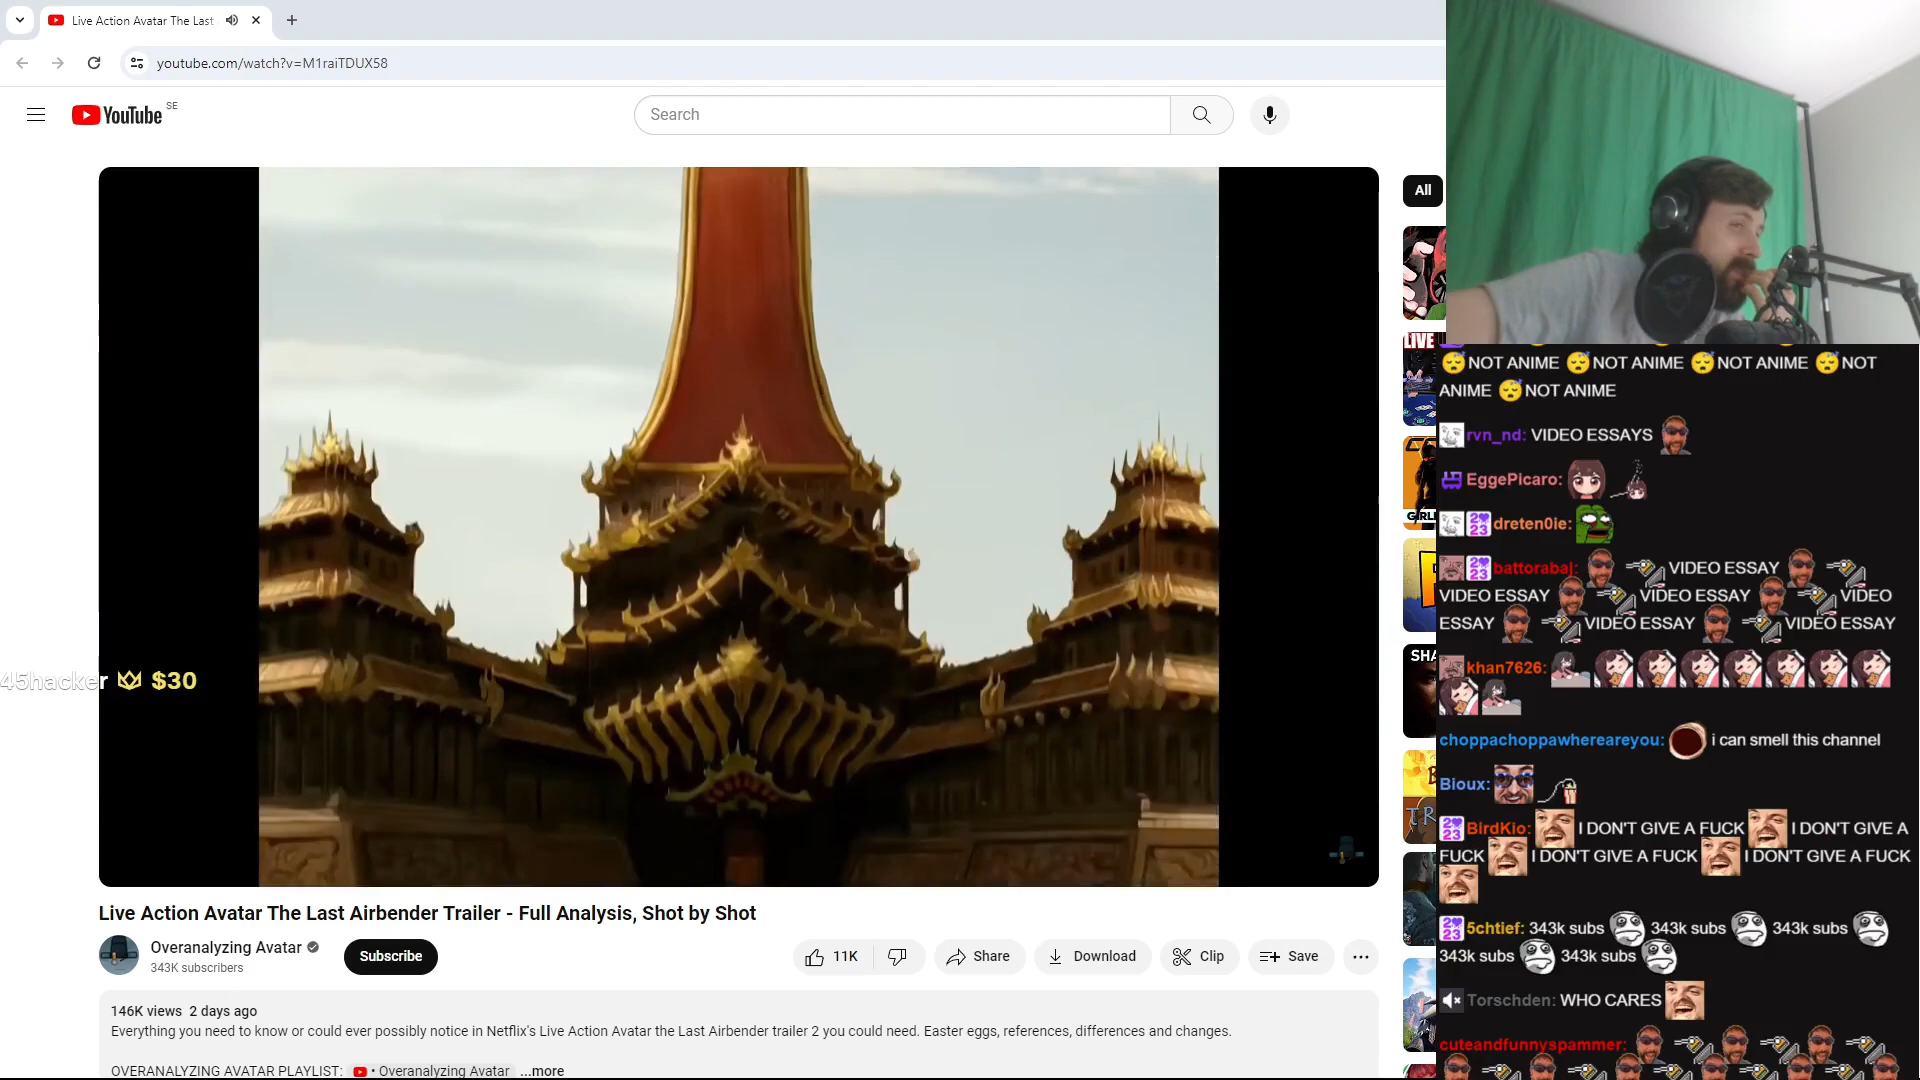 Live Action Avatar The Last
youtube.com/watch?v=M1raiTDUX58
YouTube SE
Search
All
LIVE
GIRL
SHA
TR
45hacker $30
Live Action Avatar The Last Airbender Trailer - Full Analysis, Shot by Shot
Overanalyzing Avatar
343K subscribers
Subscribe
11K
Share
Download
Clip
Save
146K views 2 days ago
Everything you need to know or could ever possibly notice in Netflix's Live Action Avatar the Last Airbender trailer 2 you could need. Easter eggs, references, differences and changes.
OVERANALYZING AVATAR PLAYLIST: • Overanalyzing Avatar ...more
NOT ANIME NOT ANIME NOT ANIME NOT
ANIME NOT ANIME
rvn_nd: VIDEO ESSAYS
EggePicaro:
dreten0ie:
battorabaj: VIDEO ESSAY
VIDEO ESSAY VIDEO ESSAY VIDEO
ESSAY VIDEO ESSAY VIDEO ESSAY
khan7626:
choppachoppawhereareyou: i can smell this channel
Bioux:
BirdKio: I DON'T GIVE A FUCK I DON'T GIVE A
FUCK I DON'T GIVE A FUCK I DON'T GIVE A FUCK
5chtief: 343k subs 343k subs 343k subs
343k subs 343k subs
Torschden: WHO CARES
cuteandfunnyspammer: